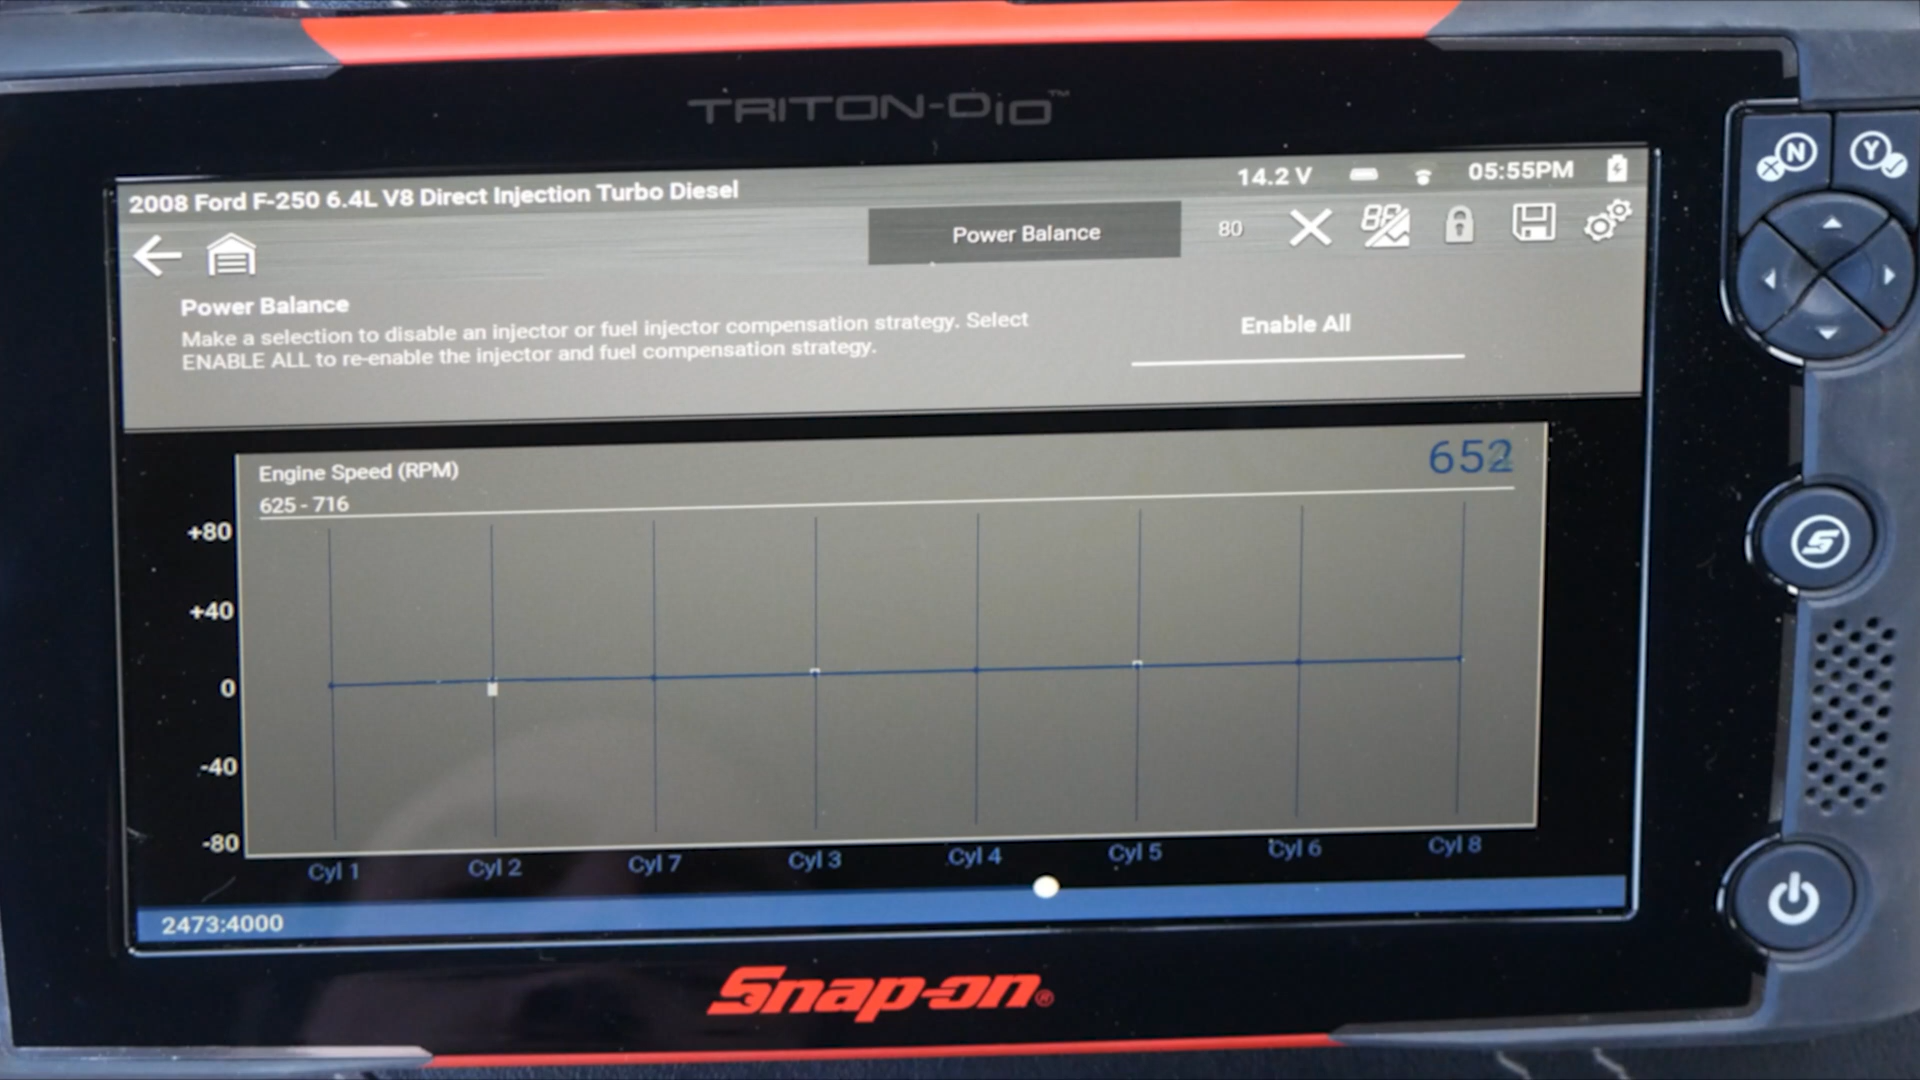 TRITON-D10™
2008 Ford F-250 6.4L V8 Direct Injection Turbo Diesel
14.2 V
05:55PM
Power Balance
80
N
Y
Power Balance
Make a selection to disable an injector or fuel injector compensation strategy. Select
ENABLE ALL to re-enable the injector and fuel compensation strategy.
Enable All
Engine Speed (RPM)
652
625 - 716
+80
+40
0
-40
-80
Cyl 1
Cyl 2
Cyl 7
Cyl 3
Cyl 4
Cyl 5
Cyl 6
Cyl 8
2473:4000
S
Snap-on®